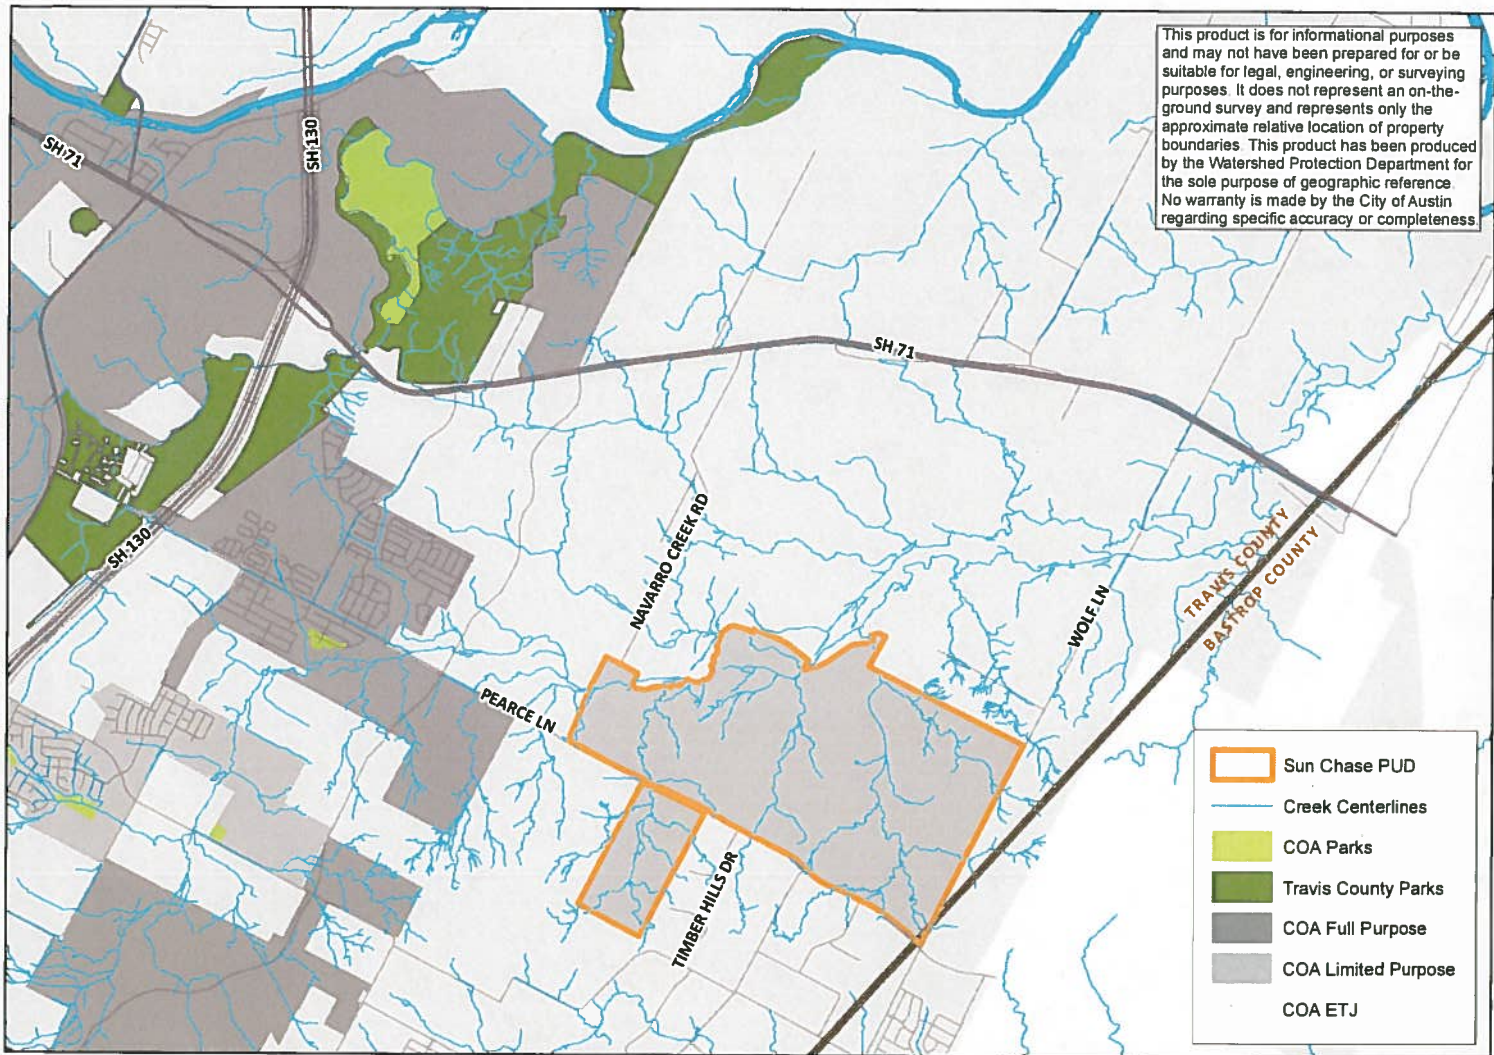 This product is for informational purposes
and may not have been prepared for or be
suitable for legal, engineering, or surveying
purposes. It does not represent an on-the-
ground survey and represents only the
approximate relative location of property
boundaries. This product has been produced
by the Watershed Protection Department for
the sole purpose of geographic reference.
No warranty is made by the City of Austin
regarding specific accuracy or completeness.
SH 71
SH 130
SH 71
SH 130
NAVARRO CREEK RD
WOLF LN
TRAVIS COUNTY
BASTROP COUNTY
PEARCE LN
TIMBER HILLS DR
Sun Chase PUD
Creek Centerlines
COA Parks
Travis County Parks
COA Full Purpose
COA Limited Purpose
COA ETJ